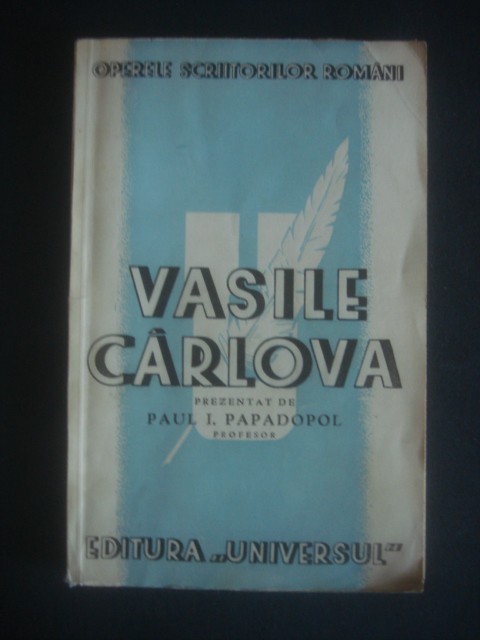 OPERELE SCRIITORILOR ROMÂNI
VASILE
CÂRLOVA
PREZENTAT DE
PAUL I. PAPADOPOL
PROFESOR
EDITURA „UNIVERSUL”